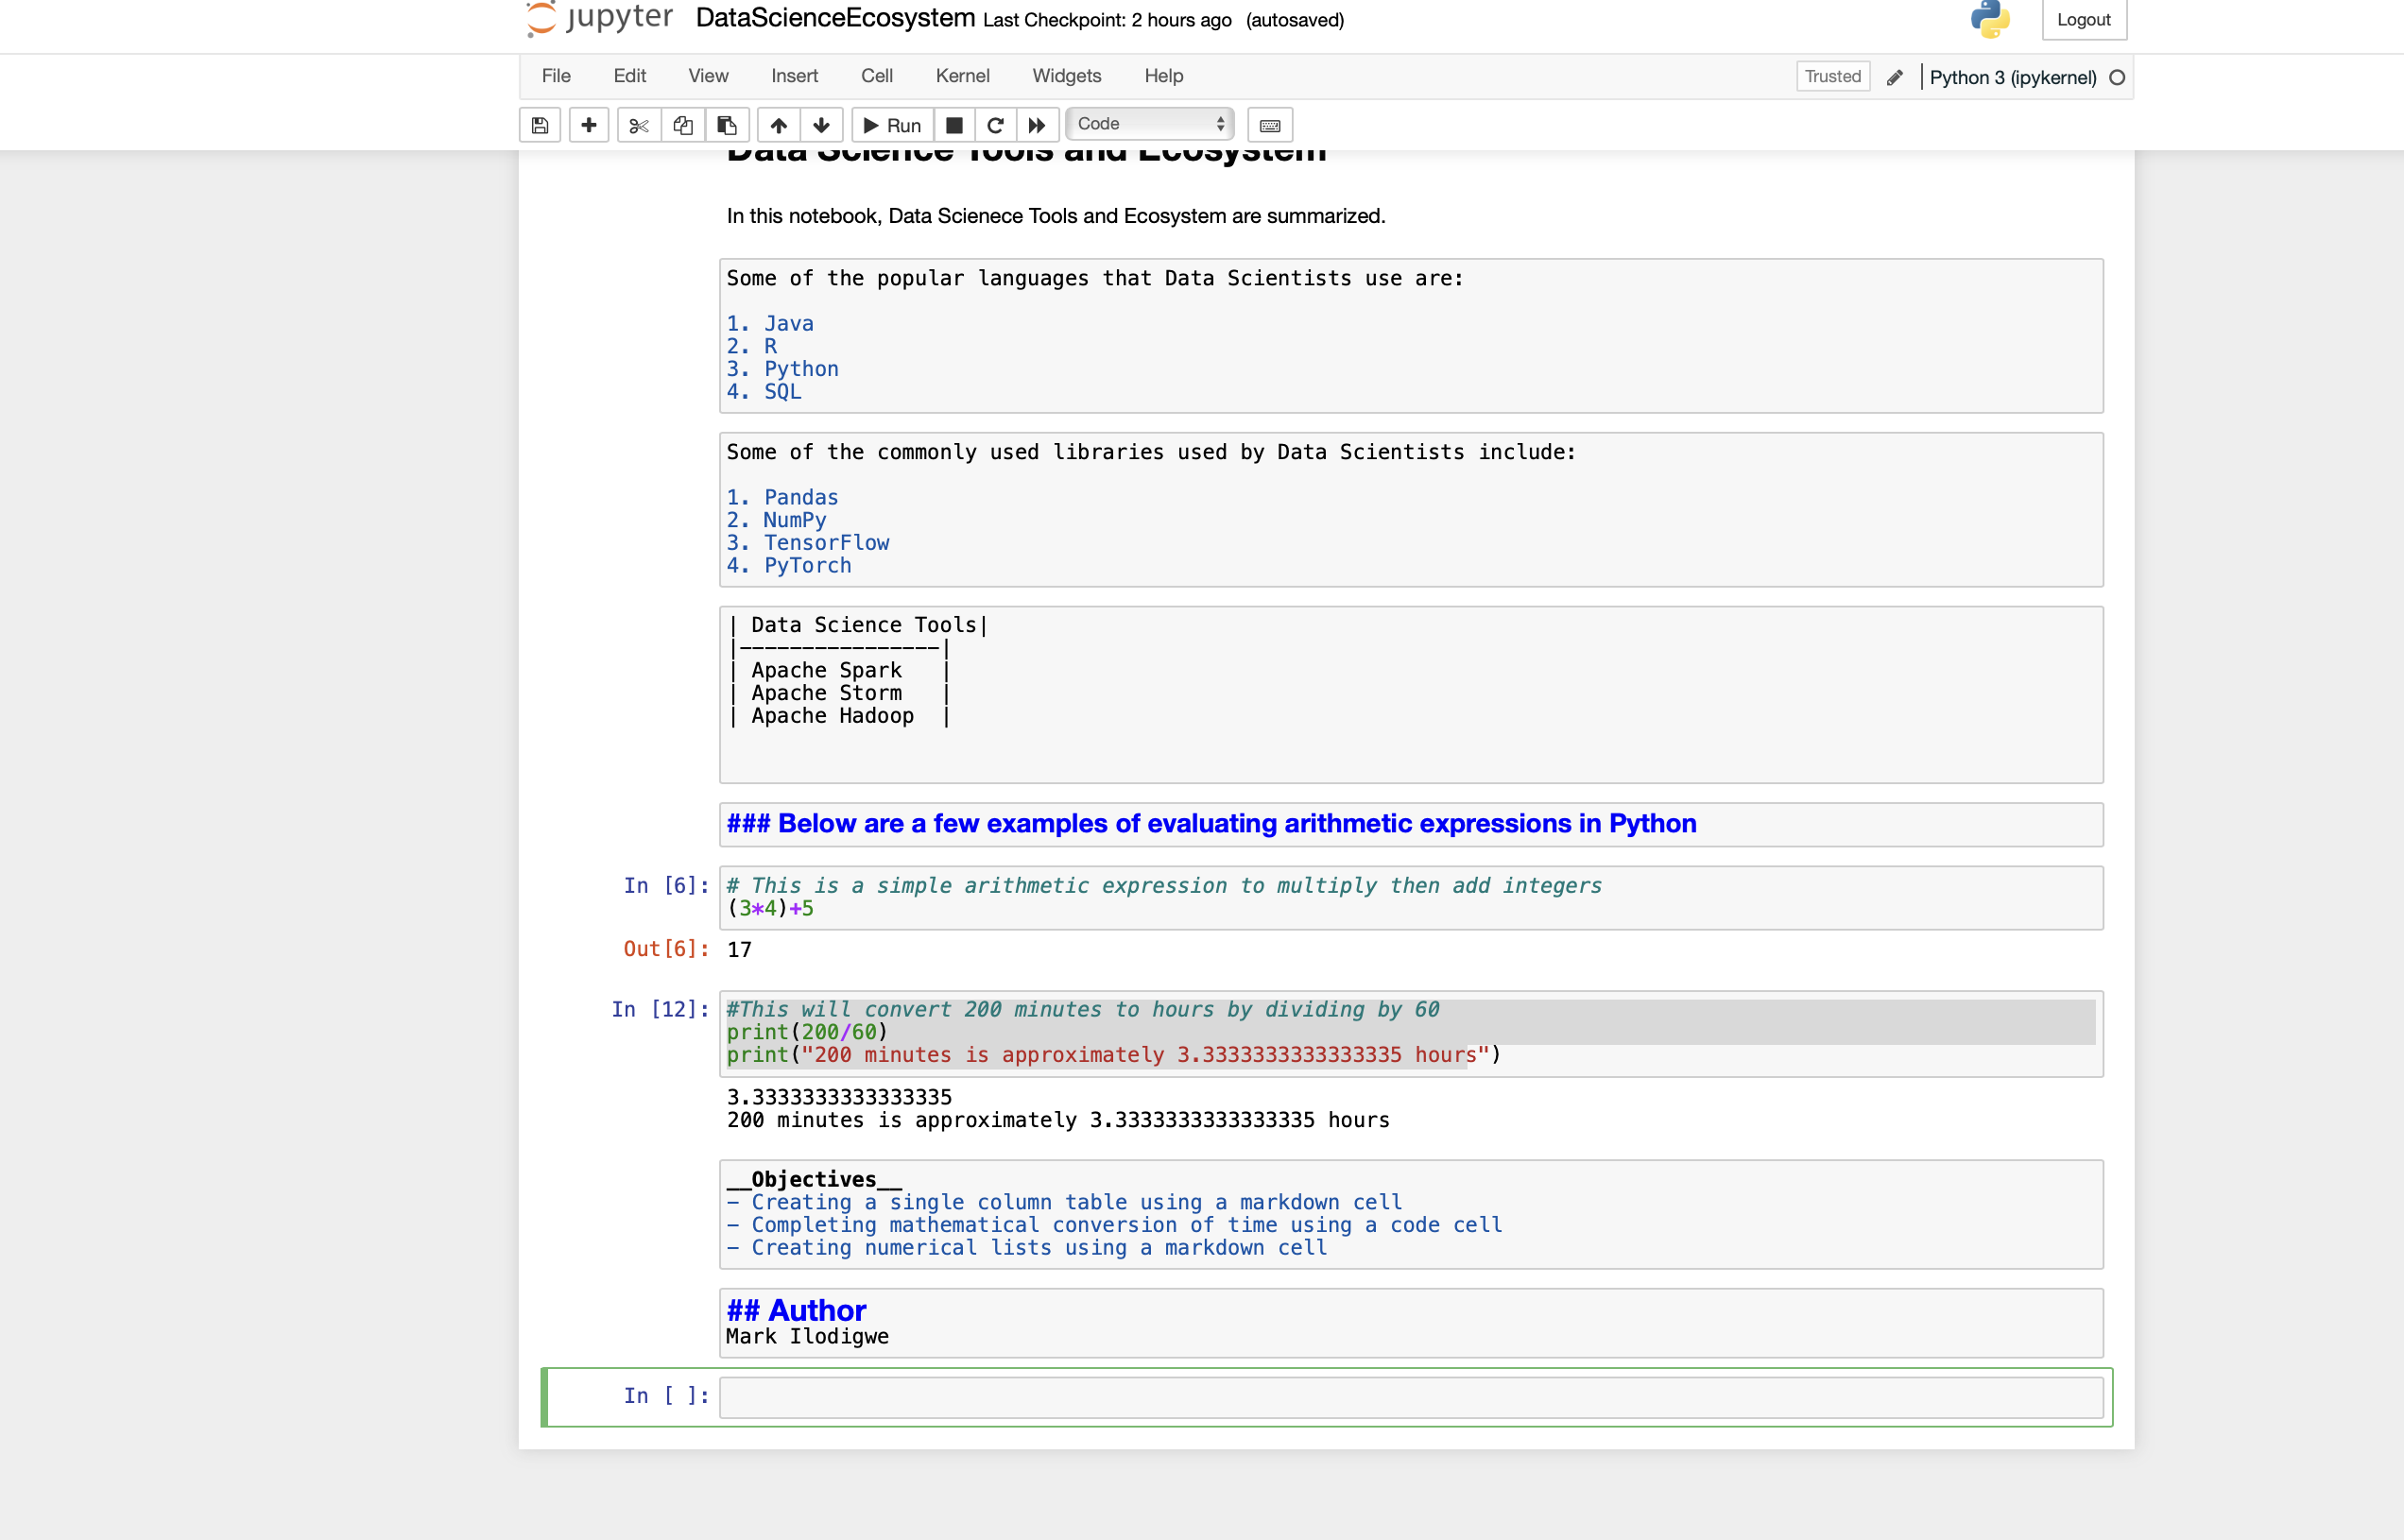 jupyter DataScienceEcosystem Last Checkpoint: 2 hours ago (autosaved) Logout
File Edit View Insert Cell Kernel Widgets Help Trusted Python 3 (ipykernel)
Run Code
Data Science Tools and Ecosystem
In this notebook, Data Scienece Tools and Ecosystem are summarized.
Some of the popular languages that Data Scientists use are:
1. Java
2. R
3. Python
4. SQL
Some of the commonly used libraries used by Data Scientists include:
1. Pandas
2. NumPy
3. TensorFlow
4. PyTorch
| Data Science Tools|
|----------------|
| Apache Spark   |
| Apache Storm   |
| Apache Hadoop  |
### Below are a few examples of evaluating arithmetic expressions in Python
In [6]: # This is a simple arithmetic expression to multiply then add integers
(3*4)+5
Out[6]: 17
In [12]: #This will convert 200 minutes to hours by dividing by 60
print(200/60)
print("200 minutes is approximately 3.3333333333333335 hours")
3.3333333333333335
200 minutes is approximately 3.3333333333333335 hours
__Objectives__
- Creating a single column table using a markdown cell
- Completing mathematical conversion of time using a code cell
- Creating numerical lists using a markdown cell
## Author
Mark Ilodigwe
In [ ]: